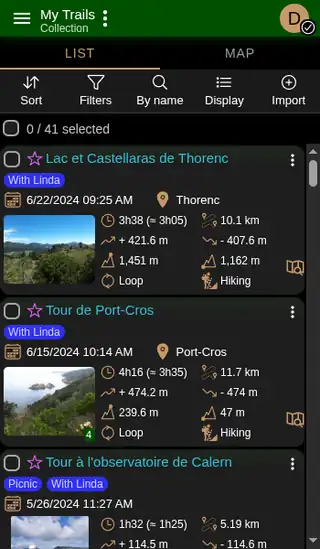 My Trails
Collection
D
LIST MAP
Sort Filters By name Display Import
0 / 41 selected
Lac et Castellaras de Thorenc
With Linda
6/22/2024 09:25 AM Thorenc
3h38 (≈ 3h05) 10.1 km
+ 421.6 m - 407.6 m
1,451 m 1,162 m
Loop Hiking
Tour de Port-Cros
With Linda
6/15/2024 10:14 AM Port-Cros
4h16 (≈ 3h35) 11.7 km
+ 474.2 m - 474 m
239.6 m 47 m
4 Loop Hiking
Tour à l'observatoire de Calern
Picnic With Linda
5/26/2024 11:27 AM
1h32 (≈ 1h25) 5.19 km
+ 114.5 m - 114.6 m